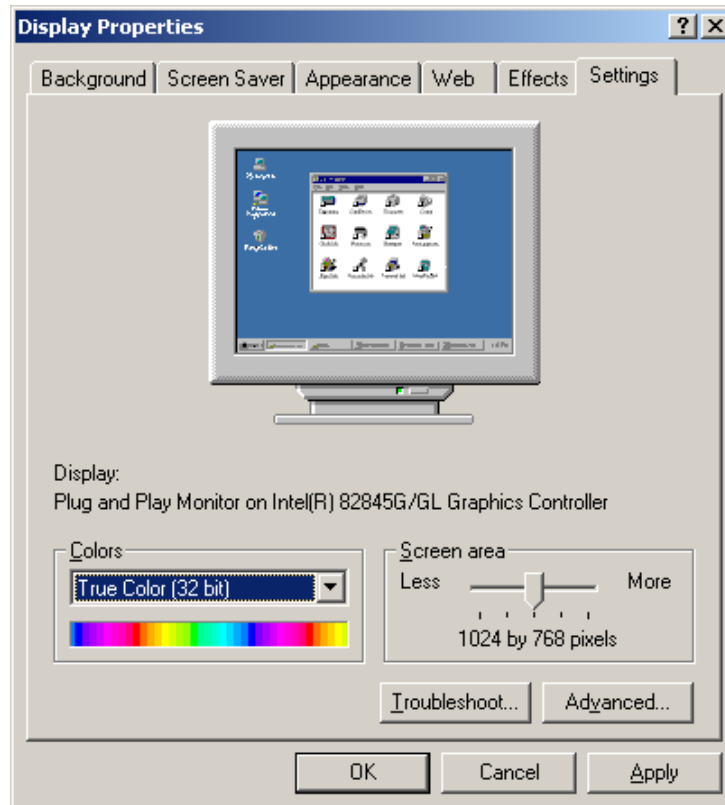 Display Properties
Background Screen Saver Appearance Web Effects Settings
Display:
Plug and Play Monitor on Intel(R) 82845G/GL Graphics Controller
Colors
True Color (32 bit)
Screen area
Less More
1024 by 768 pixels
Troubleshoot... Advanced...
OK Cancel Apply